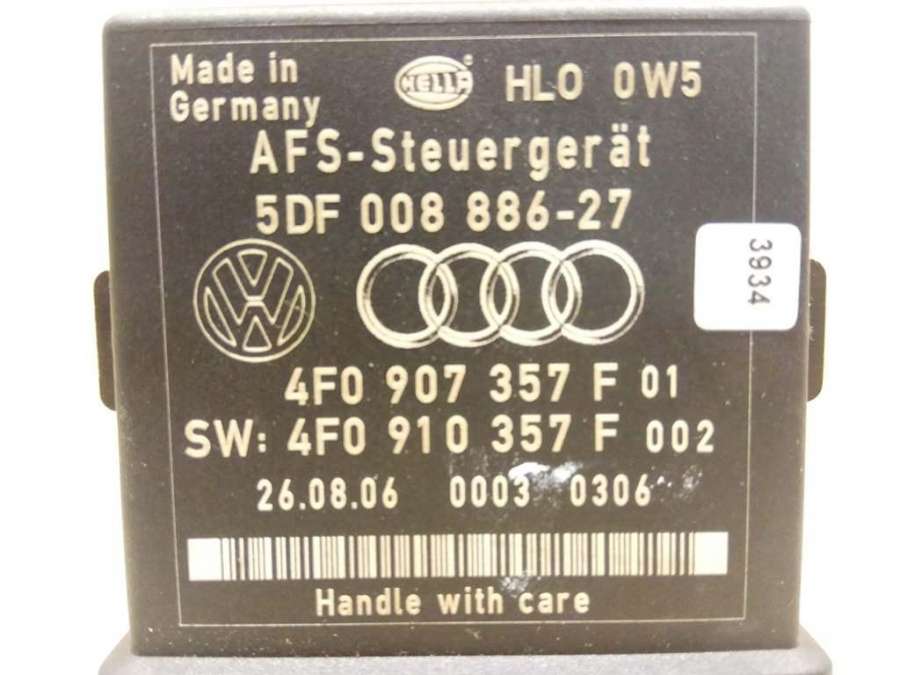 Made in
Germany
HELLA
HLO 0W5
AFS-Steuergerät
5DF 008 886-27
3934
4F0 907 357 F 01
SW: 4F0 910 357 F 002
26.08.06 0003 0306
Handle with care